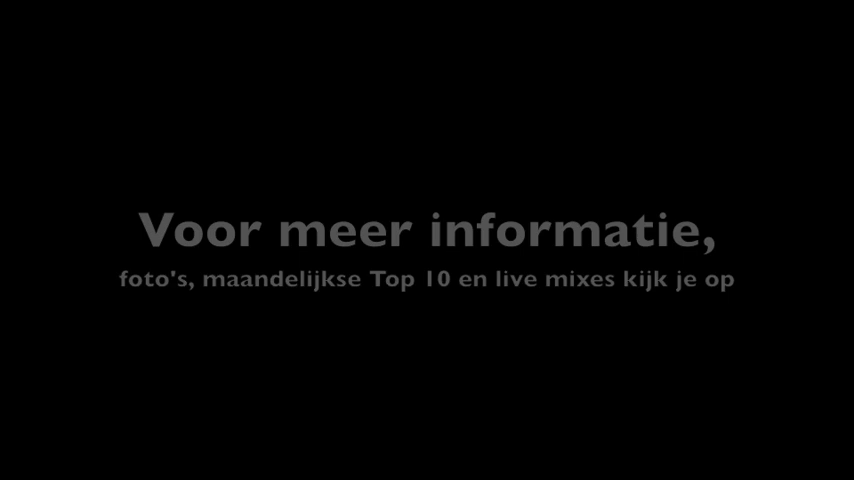 Voor meer informatie,
foto's, maandelijkse Top 10 en live mixes kijk je op